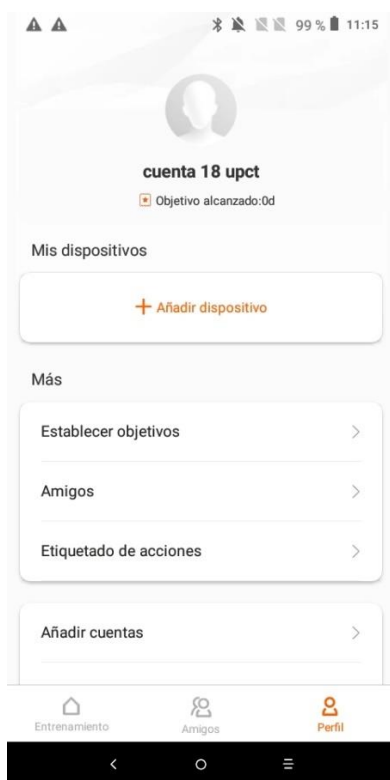 99 % 11:15
cuenta 18 upct
Objetivo alcanzado:0d
Mis dispositivos
Añadir dispositivo
Más
Establecer objetivos
Amigos
Etiquetado de acciones
Añadir cuentas
Entrenamiento Amigos Perfil